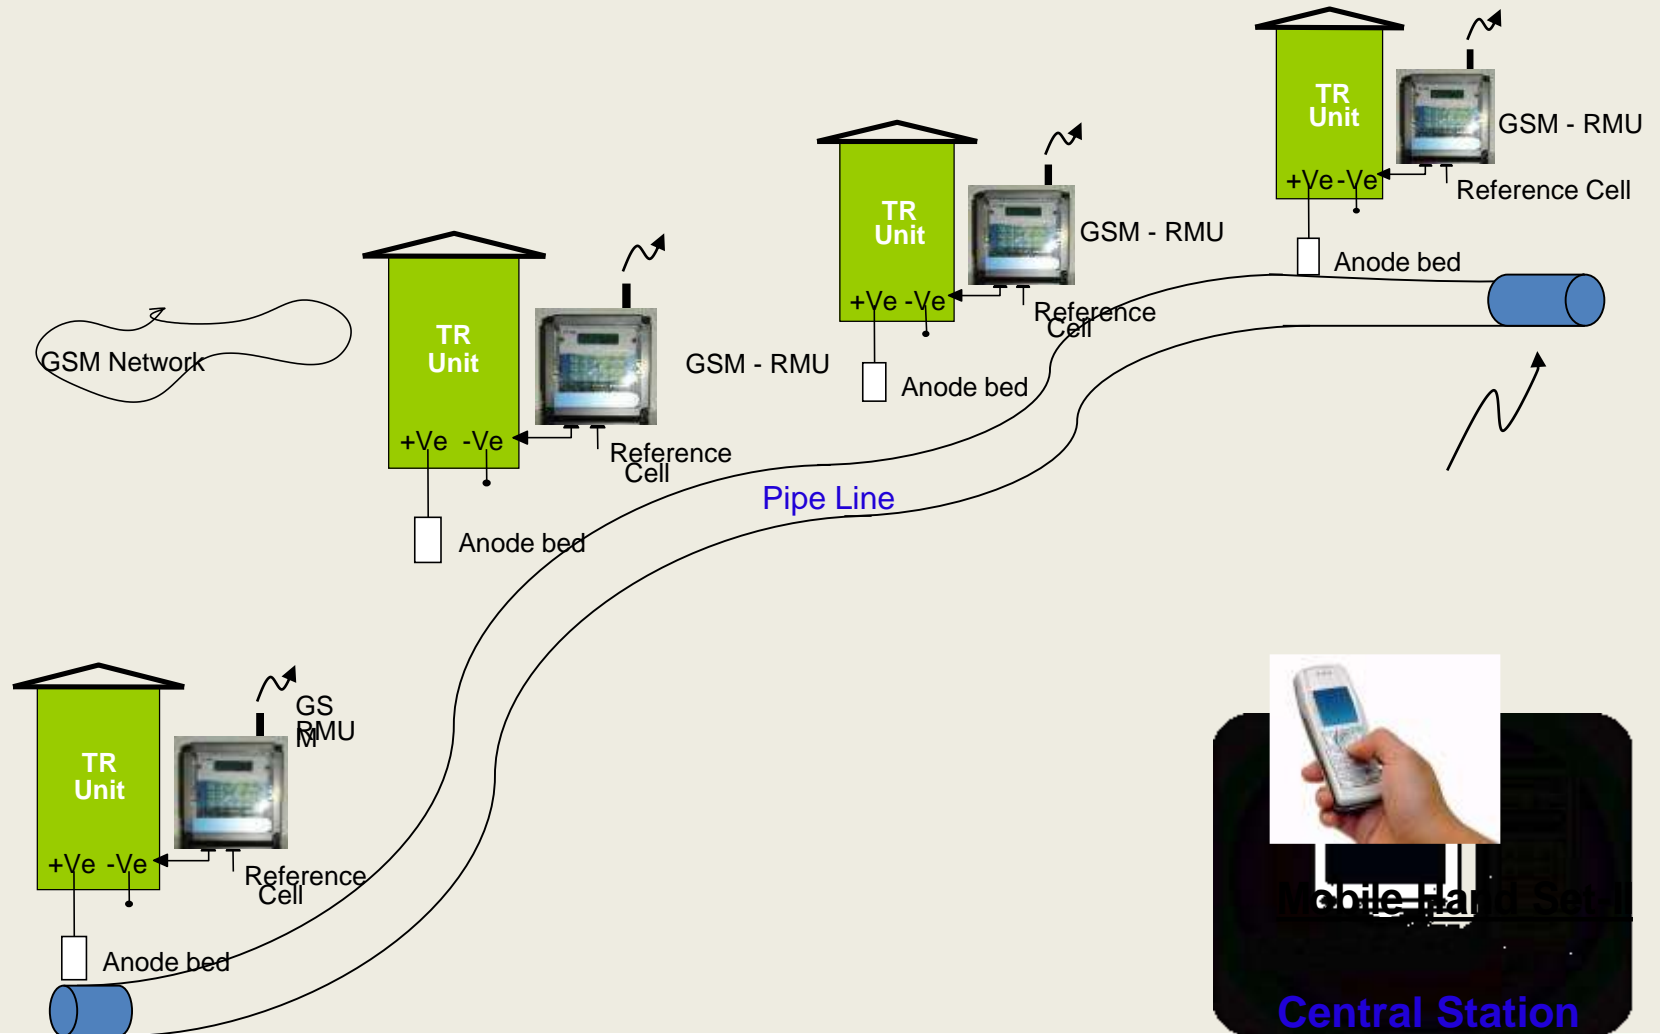 TR
Unit
GSM - RMU
+Ve -Ve
Reference Cell
Anode bed
TR
Unit
GSM - RMU
+Ve -Ve
Reference
Cell
Anode bed
TR
Unit
GSM - RMU
+Ve -Ve
Reference
Cell
Anode bed
GSM Network
Pipe Line
TR
Unit
GS
M
RMU
+Ve -Ve
Reference
Cell
Anode bed
Mobile Hand Set-I
Central Station